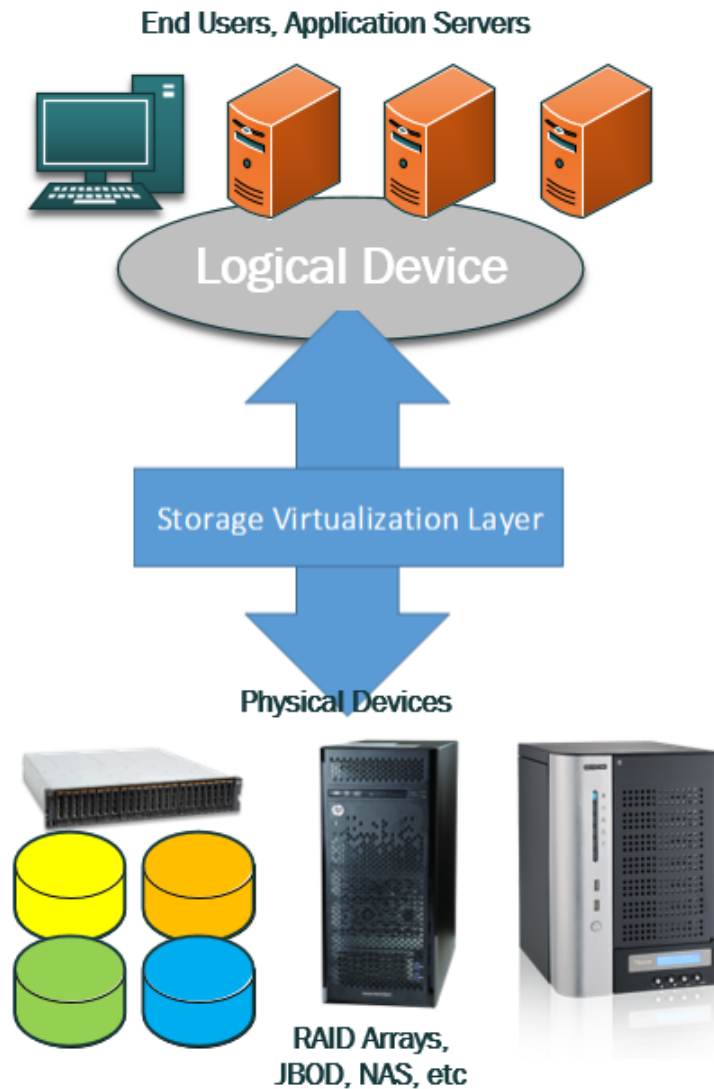 End Users, Application Servers
Logical Device
Storage Virtualization Layer
Physical Devices
RAID Arrays,
JBOD, NAS, etc